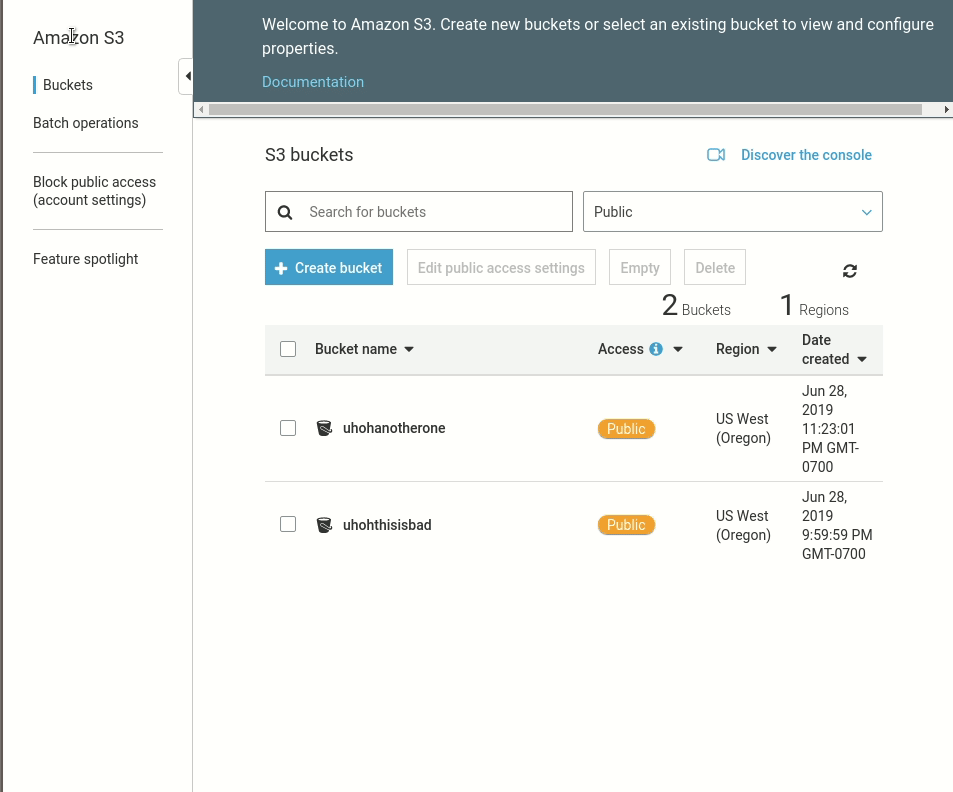 Amazon S3
Buckets
Batch operations
Block public access
(account settings)
Feature spotlight
Welcome to Amazon S3. Create new buckets or select an existing bucket to view and configure
properties.
Documentation
S3 buckets
Discover the console
Search for buckets
Public
Create bucket
Edit public access settings
Empty
Delete
2 Buckets
1 Regions
Bucket name
Access
Region
Date
created
uhohanotherone
Public
US West
(Oregon)
Jun 28,
2019
11:23:01
PM GMT-
0700
uhohthisisbad
Public
US West
(Oregon)
Jun 28,
2019
9:59:59 PM
GMT-0700